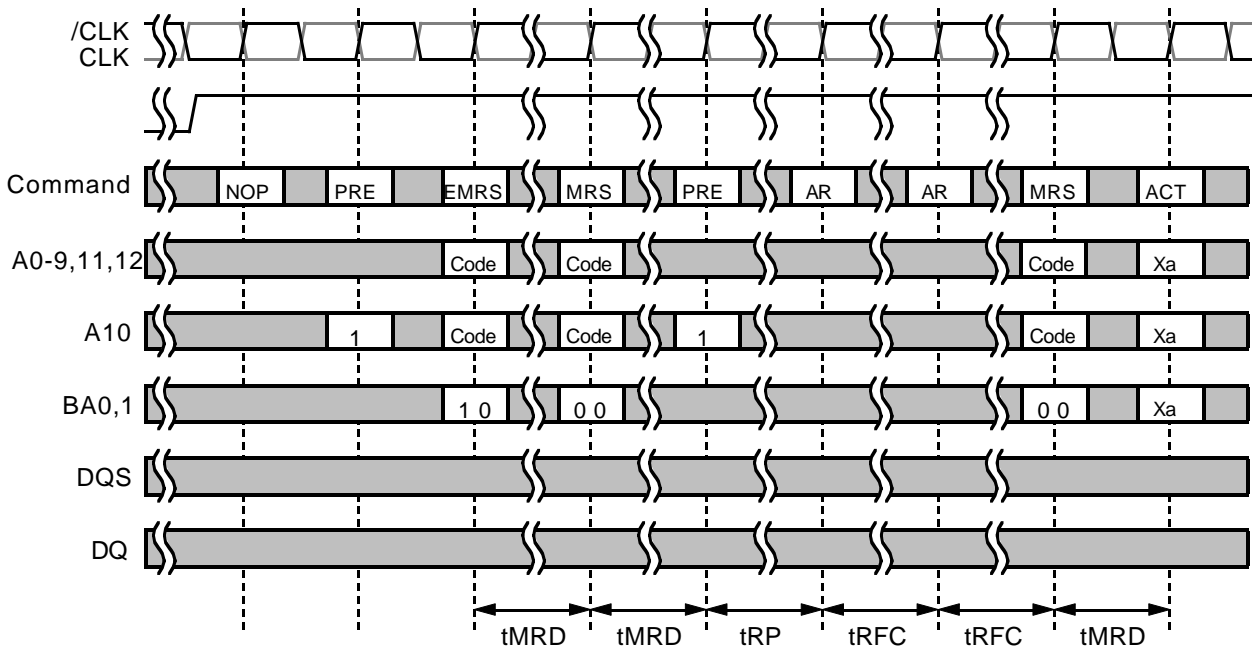 /CLK
CLK
Command NOP PRE EMRS MRS PRE AR AR MRS ACT
A0-9,11,12 Code Code Code Xa
A10 1 Code Code 1 Code Xa
BA0,1 1 0 0 0 0 0 Xa
DQS
DQ
tMRD tMRD tRP tRFC tRFC tMRD